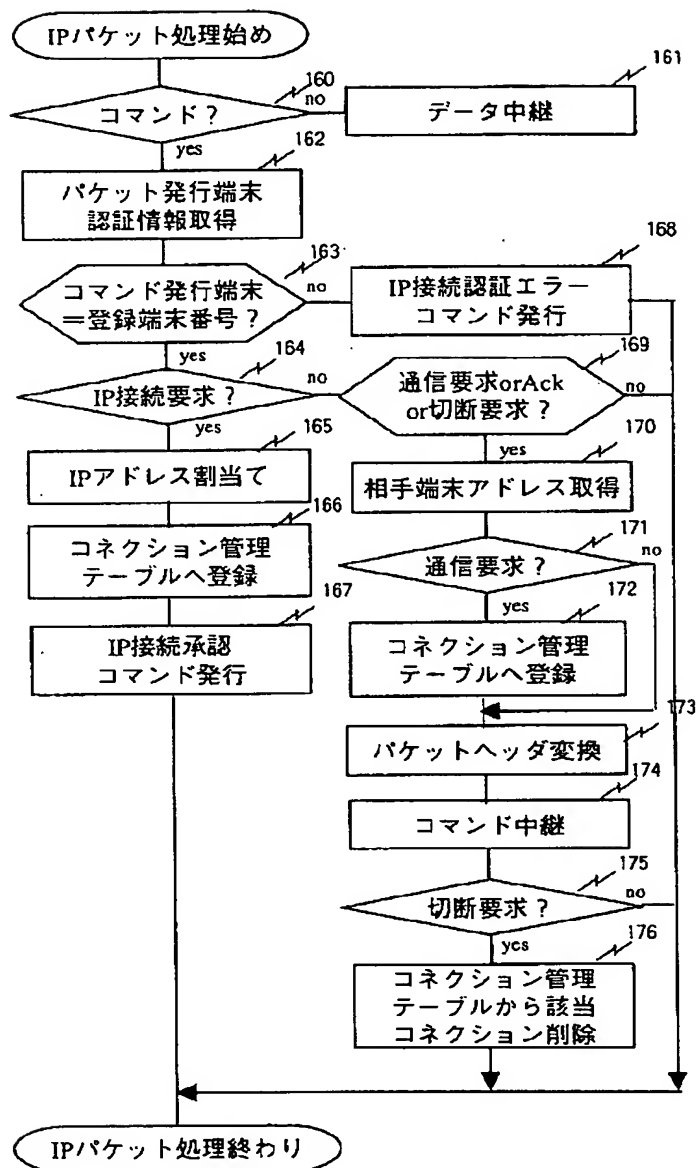 IPパケット処理始め
160
コマンド?
no
161
データ中継
yes
162
パケット発行端末
認証情報取得
163
コマンド発行端末
=登録端末番号?
no
168
IP接続認証エラー
コマンド発行
yes
164
IP接続要求?
no
169
通信要求orAck
or切断要求?
no
yes
165
IPアドレス割当て
yes
170
相手端末アドレス取得
166
コネクション管理
テーブルへ登録
171
通信要求?
no
167
IP接続承認
コマンド発行
yes
172
コネクション管理
テーブルへ登録
173
パケットヘッダ変換
174
コマンド中継
175
切断要求?
no
yes
176
コネクション管理
テーブルから該当
コネクション削除
IPパケット処理終わり